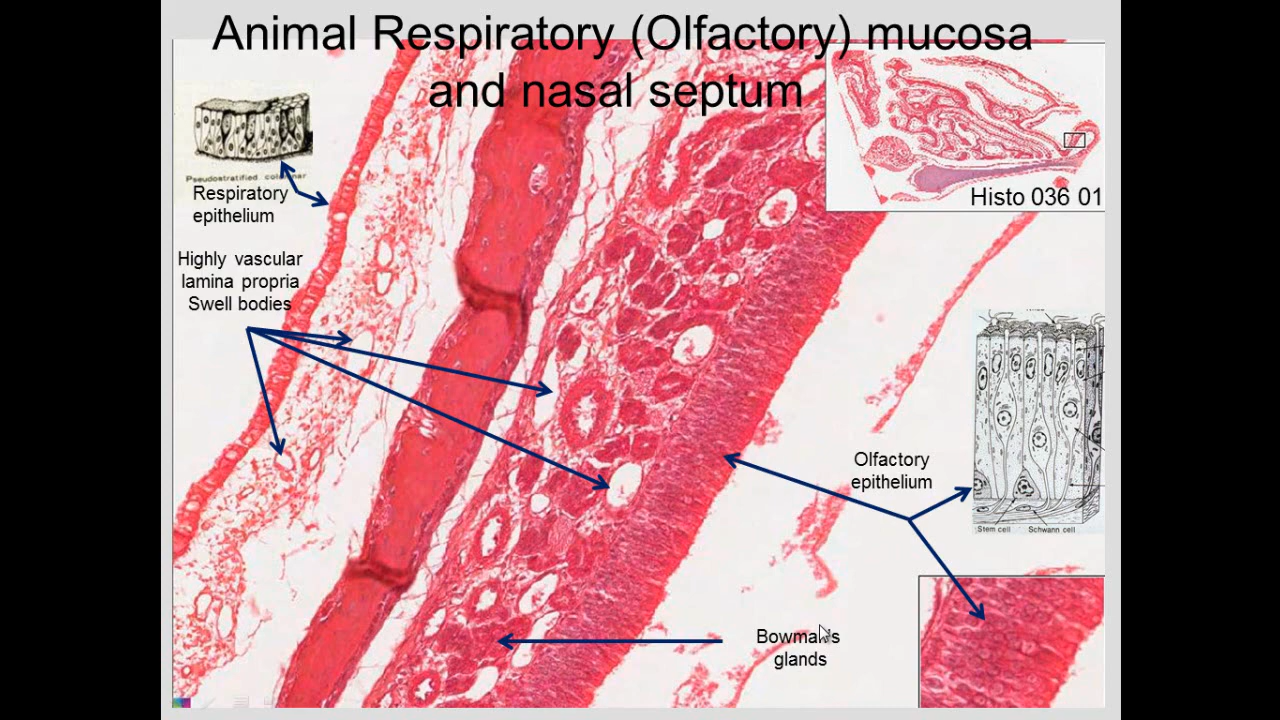 Animal Respiratory (Olfactory) mucosa
and nasal septum
Pseudostratified columnar
Respiratory
epithelium
Highly vascular
lamina propria
Swell bodies
Histo 036 01
Olfactory
epithelium
Stem cell Schwann cell
Bowman's
glands